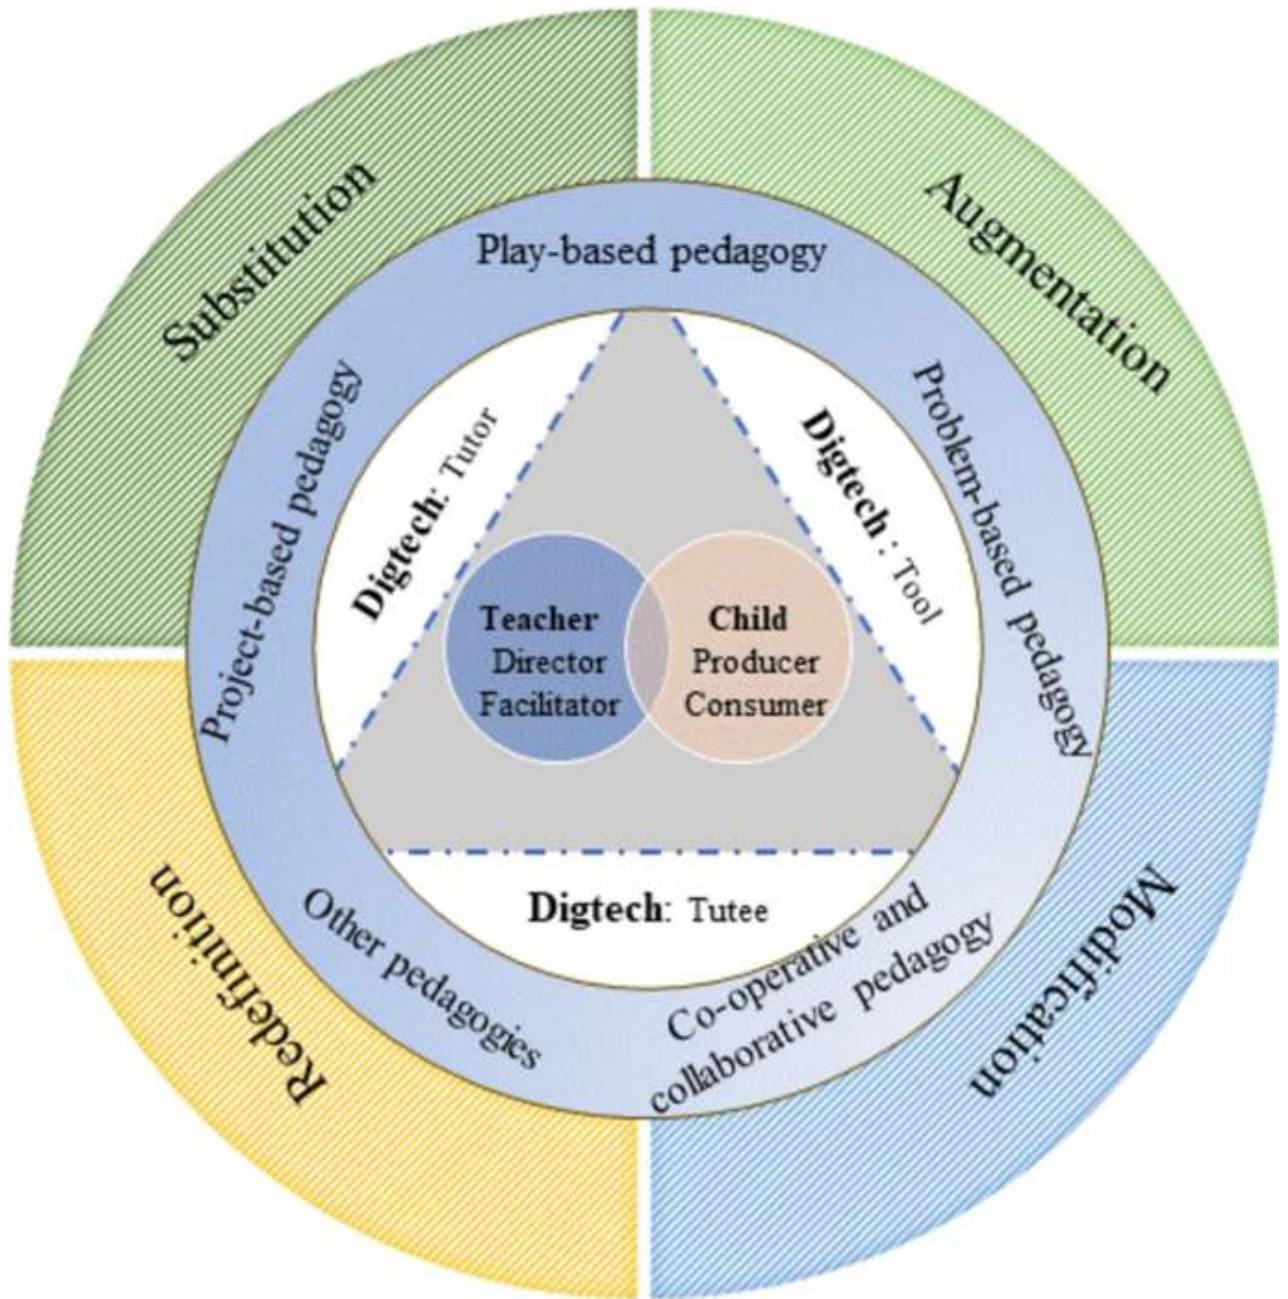 Substitution
Augmentation
Play-based pedagogy
Project-based pedagogy
Problem-based pedagogy
Digtech: Tutor
Digtech : Tool
Teacher
Director
Facilitator
Child
Producer
Consumer
Digtech: Tutee
Other pedagogies
Co-operative and
collaborative pedagogy
Redefinition
Modification